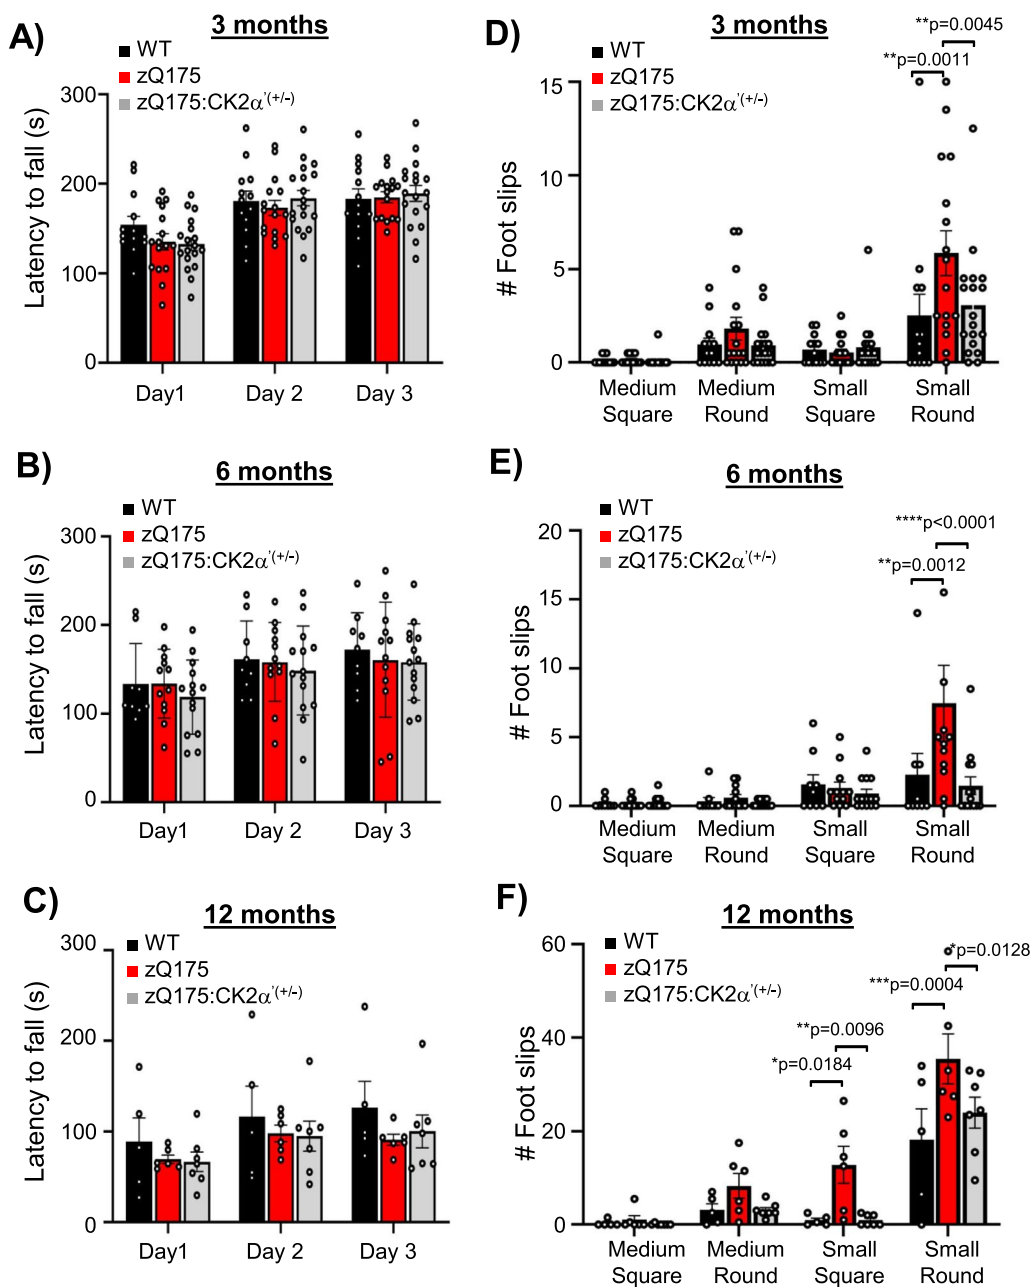 A)
3 months
WT
zQ175
zQ175:CK2α'(+/-)
Latency to fall (s)
300
200
100
0
Day1
Day 2
Day 3
D)
3 months
WT
zQ175
zQ175:CK2α'(+/-)
**p=0.0045
**p=0.0011
# Foot slips
15
10
5
0
Medium Square
Medium Round
Small Square
Small Round
B)
6 months
WT
zQ175
zQ175:CK2α'(+/-)
Latency to fall (s)
300
200
100
0
Day1
Day 2
Day 3
E)
6 months
WT
zQ175
zQ175:CK2α'(+/-)
****p<0.0001
**p=0.0012
# Foot slips
20
15
10
5
0
Medium Square
Medium Round
Small Square
Small Round
C)
12 months
WT
zQ175
zQ175:CK2α'(+/-)
Latency to fall (s)
300
200
100
0
Day1
Day 2
Day 3
F)
12 months
WT
zQ175
zQ175:CK2α'(+/-)
*p=0.0128
***p=0.0004
**p=0.0096
*p=0.0184
# Foot slips
60
40
20
0
Medium Square
Medium Round
Small Square
Small Round